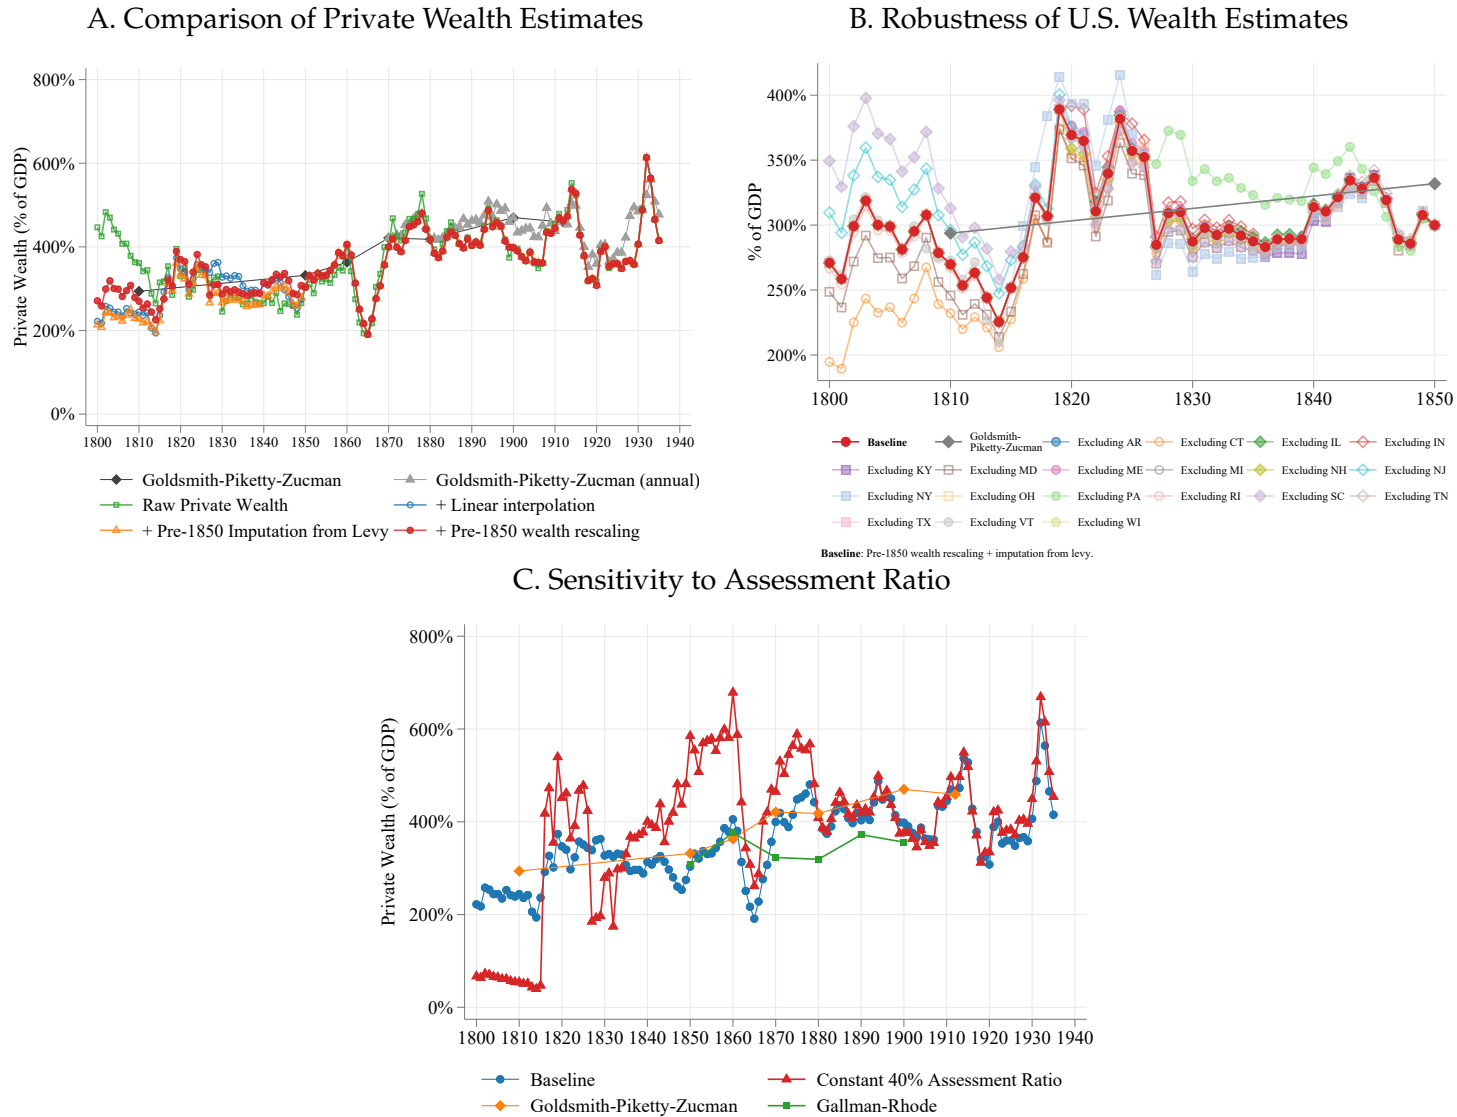 A. Comparison of Private Wealth Estimates
Private Wealth (% of GDP)
800%
600%
400%
200%
0%
1800 1810 1820 1830 1840 1850 1860 1870 1880 1890 1900 1910 1920 1930 1940
Goldsmith-Piketty-Zucman
Goldsmith-Piketty-Zucman (annual)
Raw Private Wealth
+ Linear interpolation
+ Pre-1850 Imputation from Levy
+ Pre-1850 wealth rescaling
B. Robustness of U.S. Wealth Estimates
% of GDP
400%
350%
300%
250%
200%
1800 1810 1820 1830 1840 1850
Baseline
Goldsmith-
Piketty-Zucman
Excluding AR
Excluding CT
Excluding IL
Excluding IN
Excluding KY
Excluding MD
Excluding ME
Excluding MI
Excluding NH
Excluding NJ
Excluding NY
Excluding OH
Excluding PA
Excluding RI
Excluding SC
Excluding TN
Excluding TX
Excluding VT
Excluding WI
Baseline: Pre-1850 wealth rescaling + imputation from levy.
C. Sensitivity to Assessment Ratio
Private Wealth (% of GDP)
800%
600%
400%
200%
0%
1800 1810 1820 1830 1840 1850 1860 1870 1880 1890 1900 1910 1920 1930 1940
Baseline
Constant 40% Assessment Ratio
Goldsmith-Piketty-Zucman
Gallman-Rhode